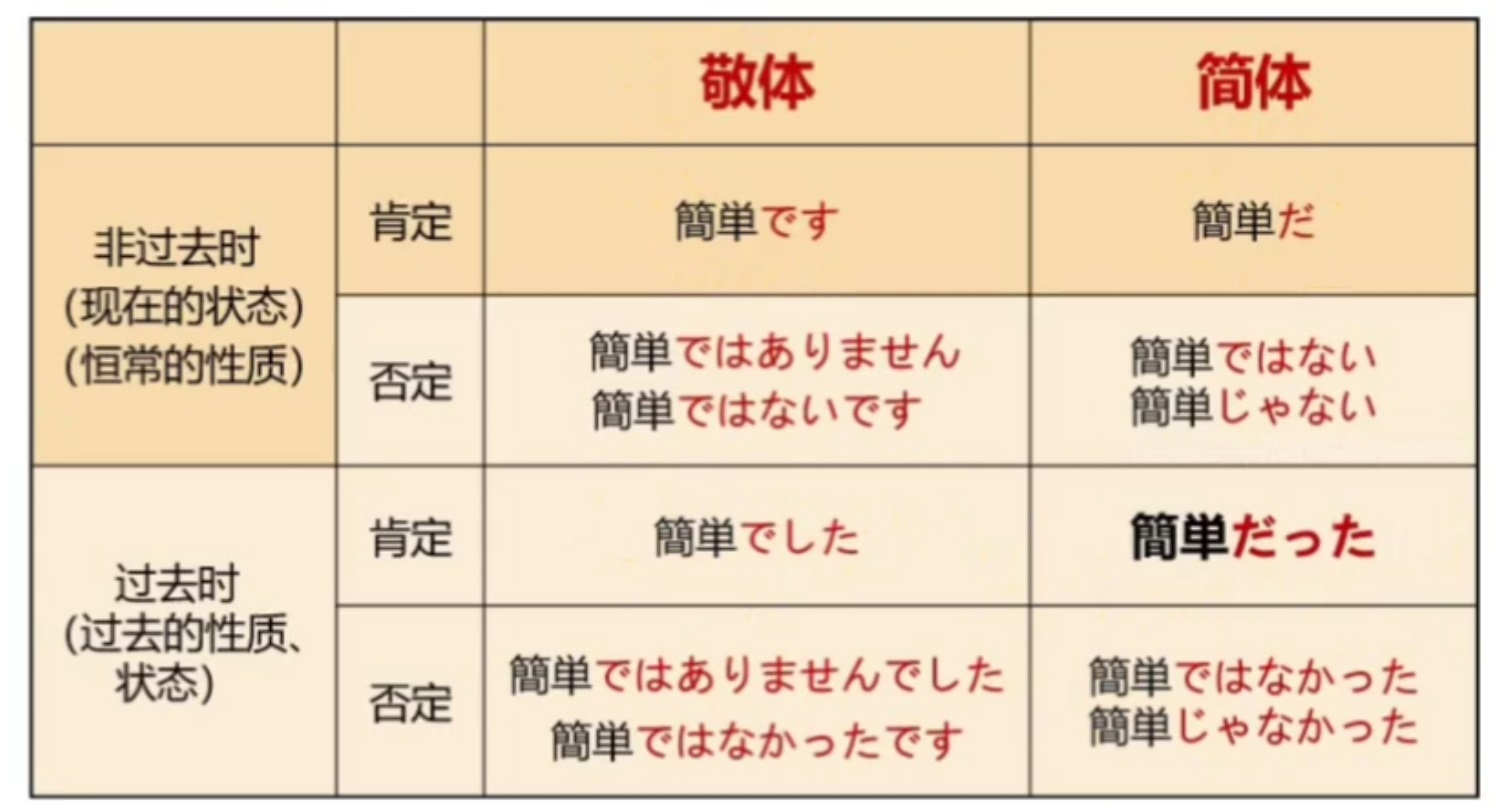 敬体
简体
非过去时
(现在的状态)
(恒常的性质)
肯定
簡単です
簡単だ
否定
簡単ではありません
簡単ではないです
簡単ではない
簡単じゃない
过去时
(过去的性质、
状态)
肯定
簡単でした
簡単だった
否定
簡単ではありませんでした
簡単ではなかったです
簡単ではなかった
簡単じゃなかった